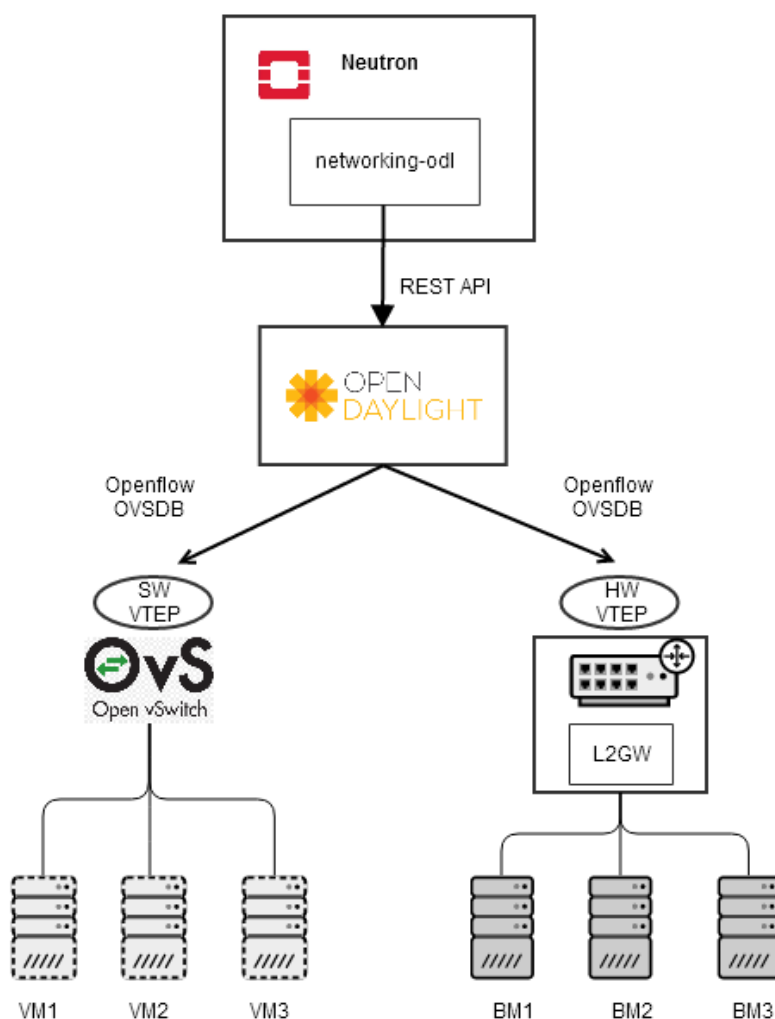 Neutron
networking-odl
REST API
OPEN
DAYLIGHT
Openflow
OVSDB
Openflow
OVSDB
SW
VTEP
HW
VTEP
OvS
Open vSwitch
L2GW
VM1
VM2
VM3
BM1
BM2
BM3